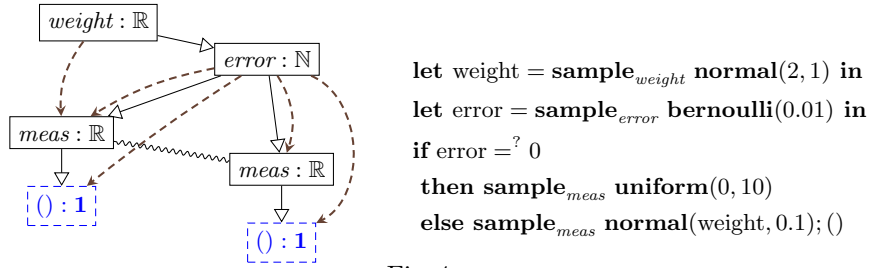 weight : ℝ
error : ℕ
meas : ℝ
meas : ℝ
() : 1
() : 1
let weight = sample_weight normal(2, 1) in
let error = sample_error bernoulli(0.01) in
if error =? 0
then sample_meas uniform(0, 10)
else sample_meas normal(weight, 0.1); ()